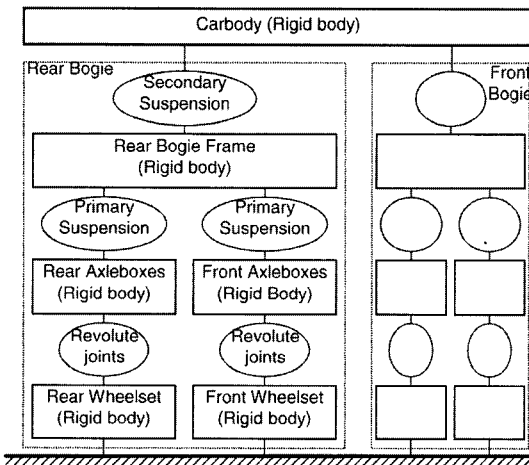 Carbody (Rigid body)
Rear Bogie
Secondary
Suspension
Front
Bogie
Rear Bogie Frame
(Rigid body)
Primary
Suspension
Primary
Suspension
Rear Axleboxes
(Rigid body)
Front Axleboxes
(Rigid Body)
Revolute
joints
Revolute
joints
Rear Wheelset
(Rigid body)
Front Wheelset
(Rigid body)